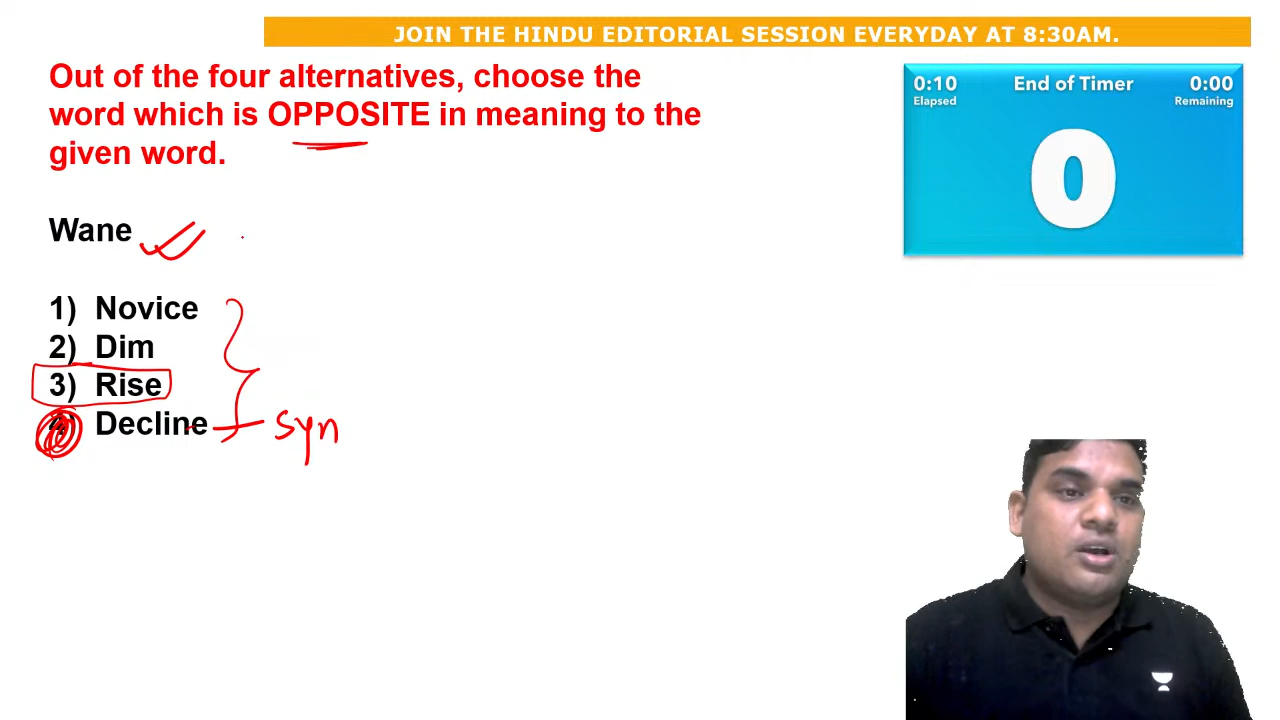 JOIN THE HINDU EDITORIAL SESSION EVERYDAY AT 8:30AM.
Out of the four alternatives, choose the
word which is OPPOSITE in meaning to the
given word.
0:10 End of Timer 0:00
Elapsed Remaining
0
Wane
1) Novice
2) Dim
3) Rise
4) Decline
Syn